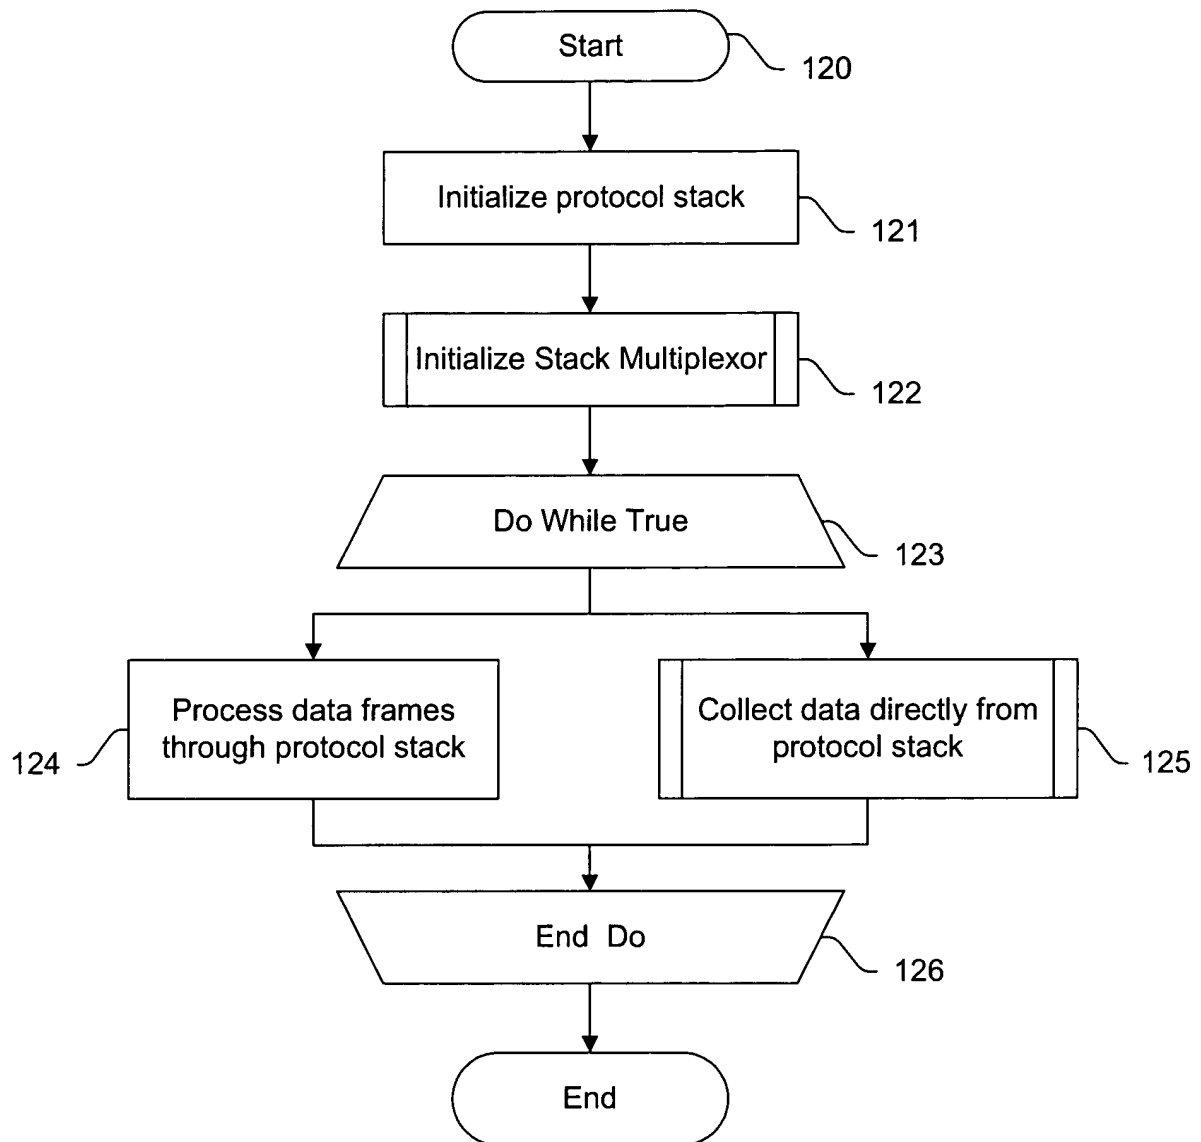 Start
120
Initialize protocol stack
121
Initialize Stack Multiplexor
122
Do While True
123
Process data frames
through protocol stack
124
Collect data directly from
protocol stack
125
End Do
126
End